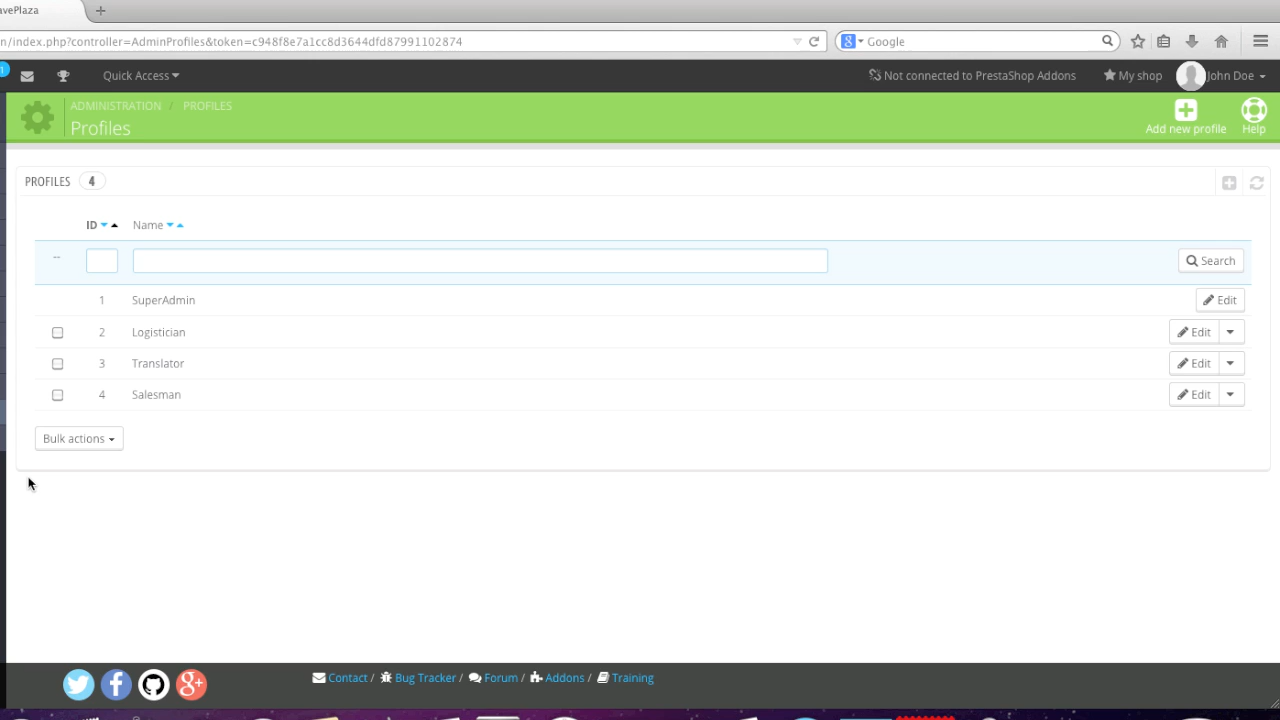 avePlaza
n/index.php?controller=AdminProfiles&token=c948f8e7a1cc8d3644dfd87991102874
Google
1
Quick Access
Not connected to PrestaShop Addons
My shop
John Doe
ADMINISTRATION / PROFILES
Profiles
Add new profile
Help
PROFILES 4
ID Name
--
Search
1 SuperAdmin Edit
2 Logistician Edit
3 Translator Edit
4 Salesman Edit
Bulk actions
Contact / Bug Tracker / Forum / Addons / Training